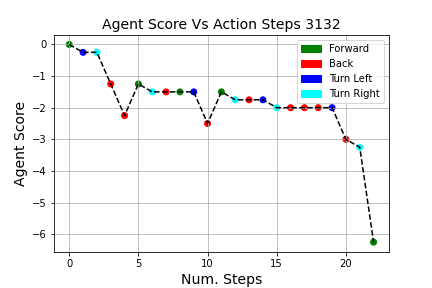 Agent Score Vs Action Steps 3132
Forward
Back
Turn Left
Turn Right
0
−1
−2
−3
−4
−5
−6
Agent Score
0 5 10 15 20
Num. Steps